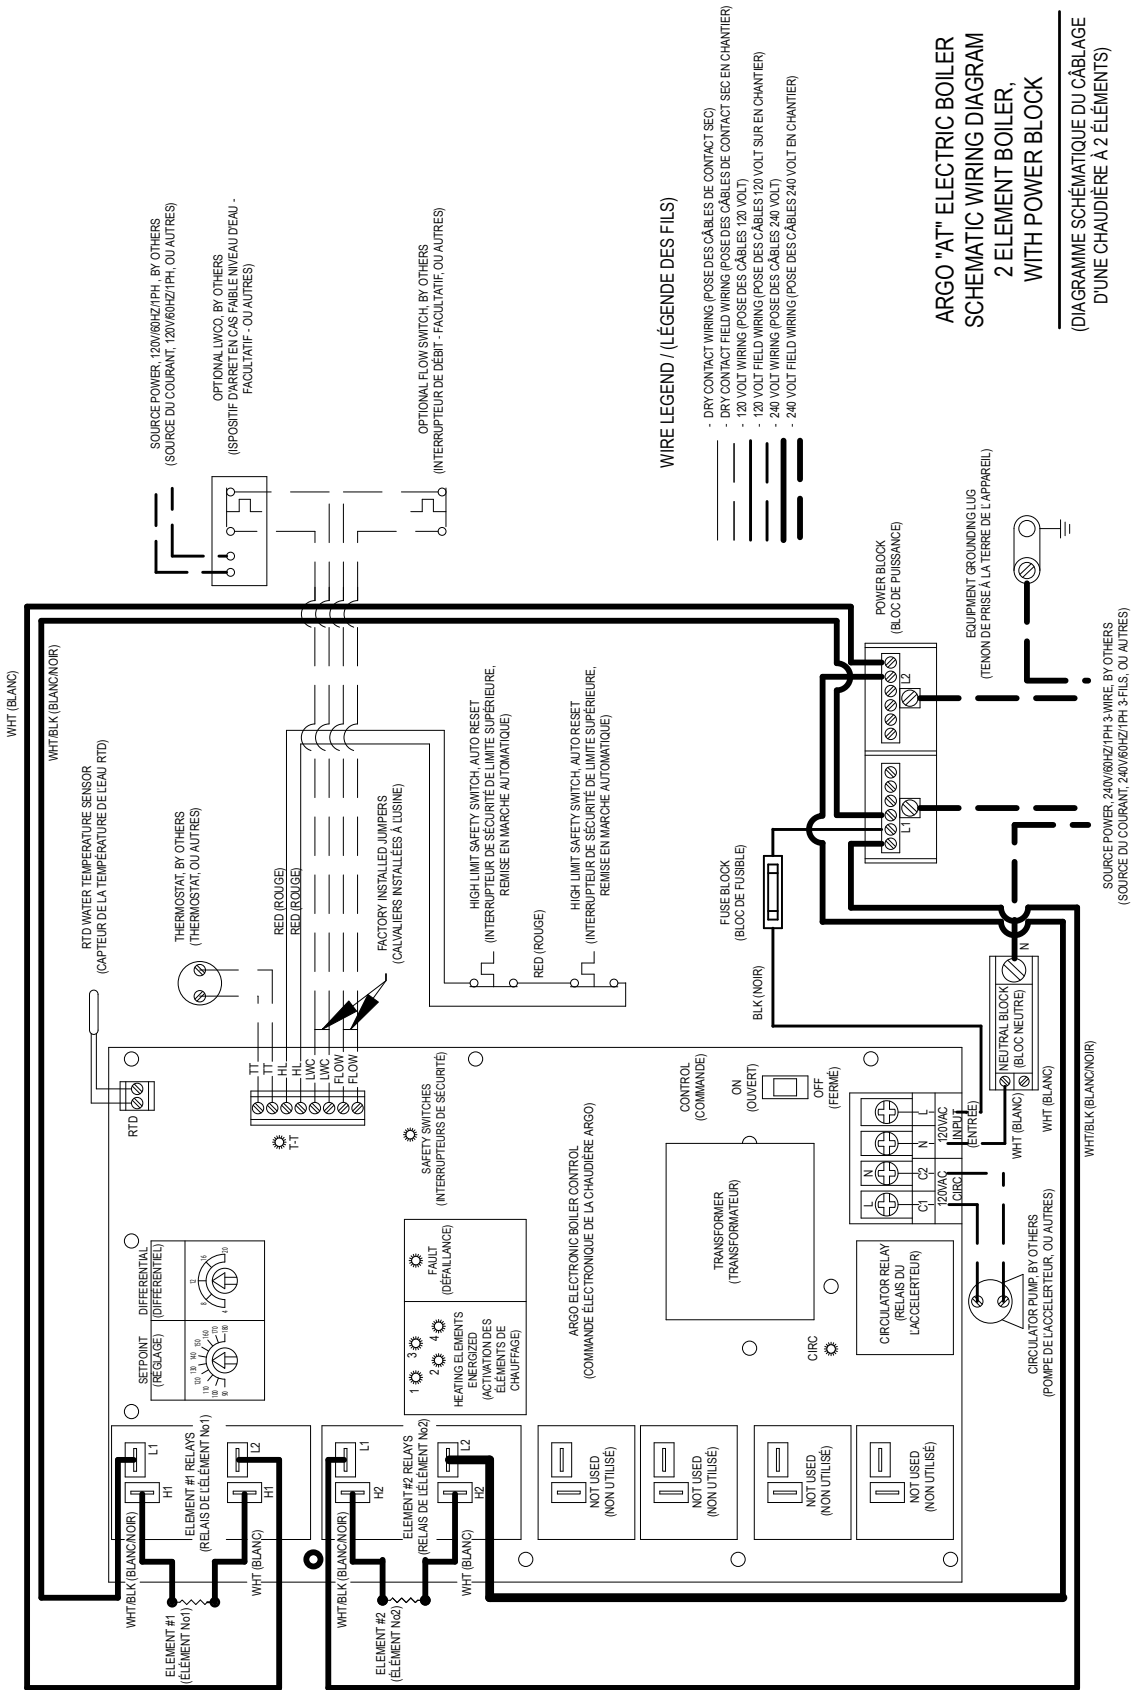 WHT (BLANC)
WHT/BLK (BLANC/NOIR)
RTD WATER TEMPERATURE SENSOR
(CAPTEUR DE LA TEMPÉRATURE DE L'EAU RTD)
THERMOSTAT, BY OTHERS
(THERMOSTAT, OU AUTRES)
SOURCE POWER, 120V/60HZ/1PH , BY OTHERS
(SOURCE DU COURANT, 120V/60HZ/1PH, OU AUTRES)
OPTIONAL LWCO, BY OTHERS
(ISPOSITIF D'ARRET EN CAS FAIBLE NIVEAU D'EAU -
FACULTATIF - OU AUTRES)
OPTIONAL FLOW SWITCH, BY OTHERS
(INTERRUPTEUR DE DÉBIT - FACULTATIF, OU AUTRES)
RED (ROUGE)
RED (ROUGE)
FACTORY INSTALLED JUMPERS
(CALVALIERS INSTALLÉES À L'USINE)
HIGH LIMIT SAFETY SWITCH, AUTO RESET
(INTERRUPTEUR DE SÉCURITÉ DE LIMITE SUPÉRIEURE,
REMISE EN MARCHE AUTOMATIQUE)
RED (ROUGE)
HIGH LIMIT SAFETY SWITCH, AUTO RESET
(INTERRUPTEUR DE SÉCURITÉ DE LIMITE SUPÉRIEURE,
REMISE EN MARCHE AUTOMATIQUE)
RTD
TT
TT
HL
HL
LWC
LWC
FLOW
FLOW
T-T
SAFETY SWITCHES
(INTERRUPTEURS DE SÉCURITÉ)
SETPOINT
(RÉGLAGE)
90
100
110
120
130
140
150
160
170
180
DIFFERENTIAL
(DIFFÉRENTIEL)
4
8
12
16
20
FAULT
(DÉFAILLANCE)
1
2
3
4
HEATING ELEMENTS
ENERGIZED
(ACTIVATION DES
ÉLÉMENTS DE
CHAUFFAGE)
ARGO ELECTRONIC BOILER CONTROL
(COMMANDE ÉLECTRONIQUE DE LA CHAUDIÈRE ARGO)
CONTROL
(COMMANDE)
ON
(OUVERT)
OFF
(FERMÉ)
TRANSFORMER
(TRANSFORMATEUR)
CIRC
CIRCULATOR RELAY
(RELAIS DU
L'ACCELERTEUR)
L
N
C1
C2
N
L
120VAC
CIRC.
120VAC
INPUT
(ENTRÉE)
CIRCULATOR PUMP, BY OTHERS
(POMPE DE L'ACCELERTEUR, OU AUTRES)
ELEMENT #1 RELAYS
(RELAIS DE L'ÉLÉMENT No1)
L1
H1
L2
H1
WHT/BLK (BLANC/NOIR)
WHT (BLANC)
ELEMENT #1
(ÉLÉMENT No1)
ELEMENT #2 RELAYS
(RELAIS DE L'ÉLÉMENT No2)
L1
H2
L2
H2
WHT/BLK (BLANC/NOIR)
WHT (BLANC)
ELEMENT #2
(ÉLÉMENT No2)
NOT USED
(NON UTILISÉ)
NOT USED
(NON UTILISÉ)
NOT USED
(NON UTILISÉ)
NOT USED
(NON UTILISÉ)
FUSE BLOCK
(BLOC DE FUSIBLE)
BLK (NOIR)
NEUTRAL BLOCK
(BLOC NEUTRE)
N
WHT (BLANC)
WHT (BLANC)
WHT/BLK (BLANC/NOIR)
POWER BLOCK
(BLOC DE PUISSANCE)
L1
L2
EQUIPMENT GROUNDING LUG
(TENON DE PRISE À LA TERRE DE L'APPAREIL)
SOURCE POWER, 240V/60HZ/1PH 3-WIRE, BY OTHERS
(SOURCE DU COURANT, 240V/60HZ/1PH 3-FILS, OU AUTRES)
WIRE LEGEND / (LÉGENDE DES FILS)
- DRY CONTACT WIRING (POSE DES CÂBLES DE CONTACT SEC)
- DRY CONTACT FIELD WIRING (POSE DES CÂBLES DE CONTACT SEC EN CHANTIER)
- 120 VOLT WIRING (POSE DES CÂBLES 120 VOLT)
- 120 VOLT FIELD WIRING (POSE DES CÂBLES 120 VOLT SUR EN CHANTIER)
- 240 VOLT WIRING (POSE DES CÂBLES 240 VOLT)
- 240 VOLT FIELD WIRING (POSE DES CÂBLES 240 VOLT EN CHANTIER)
ARGO "AT" ELECTRIC BOILER
SCHEMATIC WIRING DIAGRAM
2 ELEMENT BOILER,
WITH POWER BLOCK
(DIAGRAMME SCHÉMATIQUE DU CÂBLAGE
D'UNE CHAUDIÈRE À 2 ÉLÉMENTS)